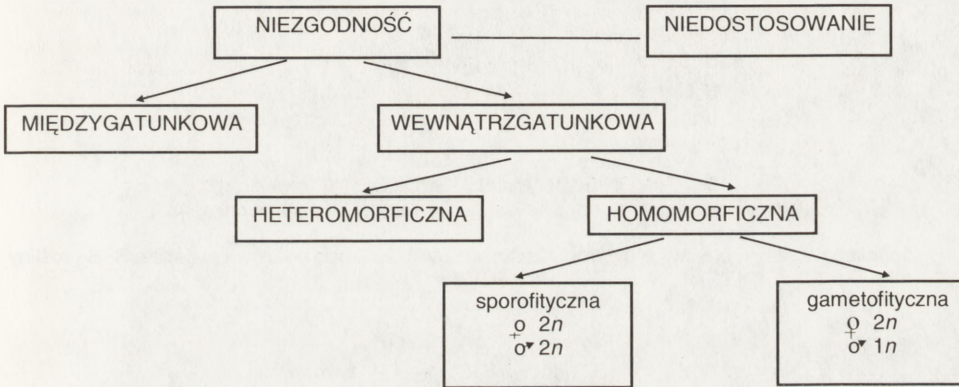 NIEZGODNOŚĆ
NIEDOSTOSOWANIE
MIĘDZYGATUNKOWA
WEWNĄTRZGATUNKOWA
HETEROMORFICZNA
HOMOMORFICZNA
sporofityczna
♀ 2n
♂ 2n
gametofityczna
♀ 2n
♂ 1n